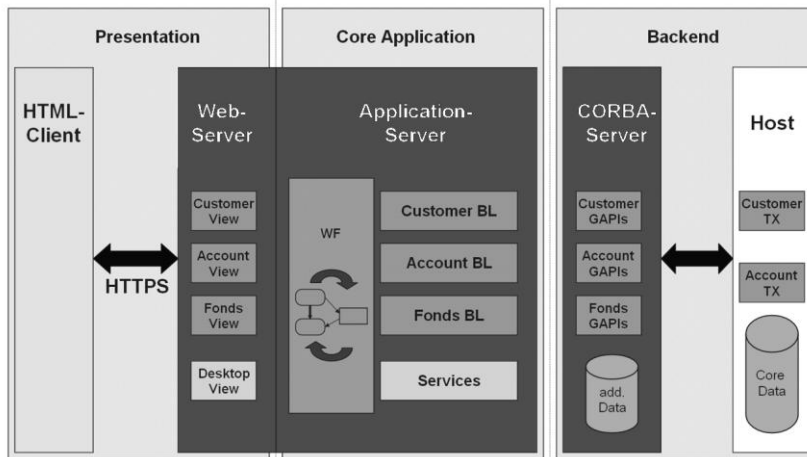 Presentation
Core Application
Backend
HTML-
Client
Web-
Server
Application-
Server
CORBA-
Server
Host
Customer
View
Account
View
Fonds
View
Desktop
View
HTTPS
WF
Customer BL
Account BL
Fonds BL
Services
Customer
GAPIs
Account
GAPIs
Fonds
GAPIs
add.
Data
Customer
TX
Account
TX
Core
Data